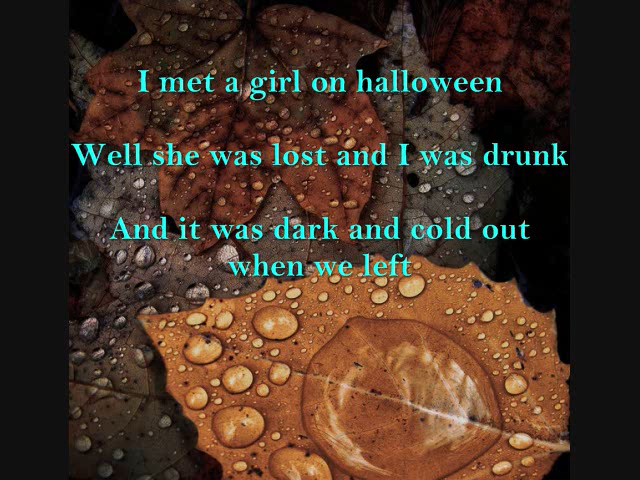 I met a girl on halloween
Well she was lost and I was drunk
And it was dark and cold out
when we left